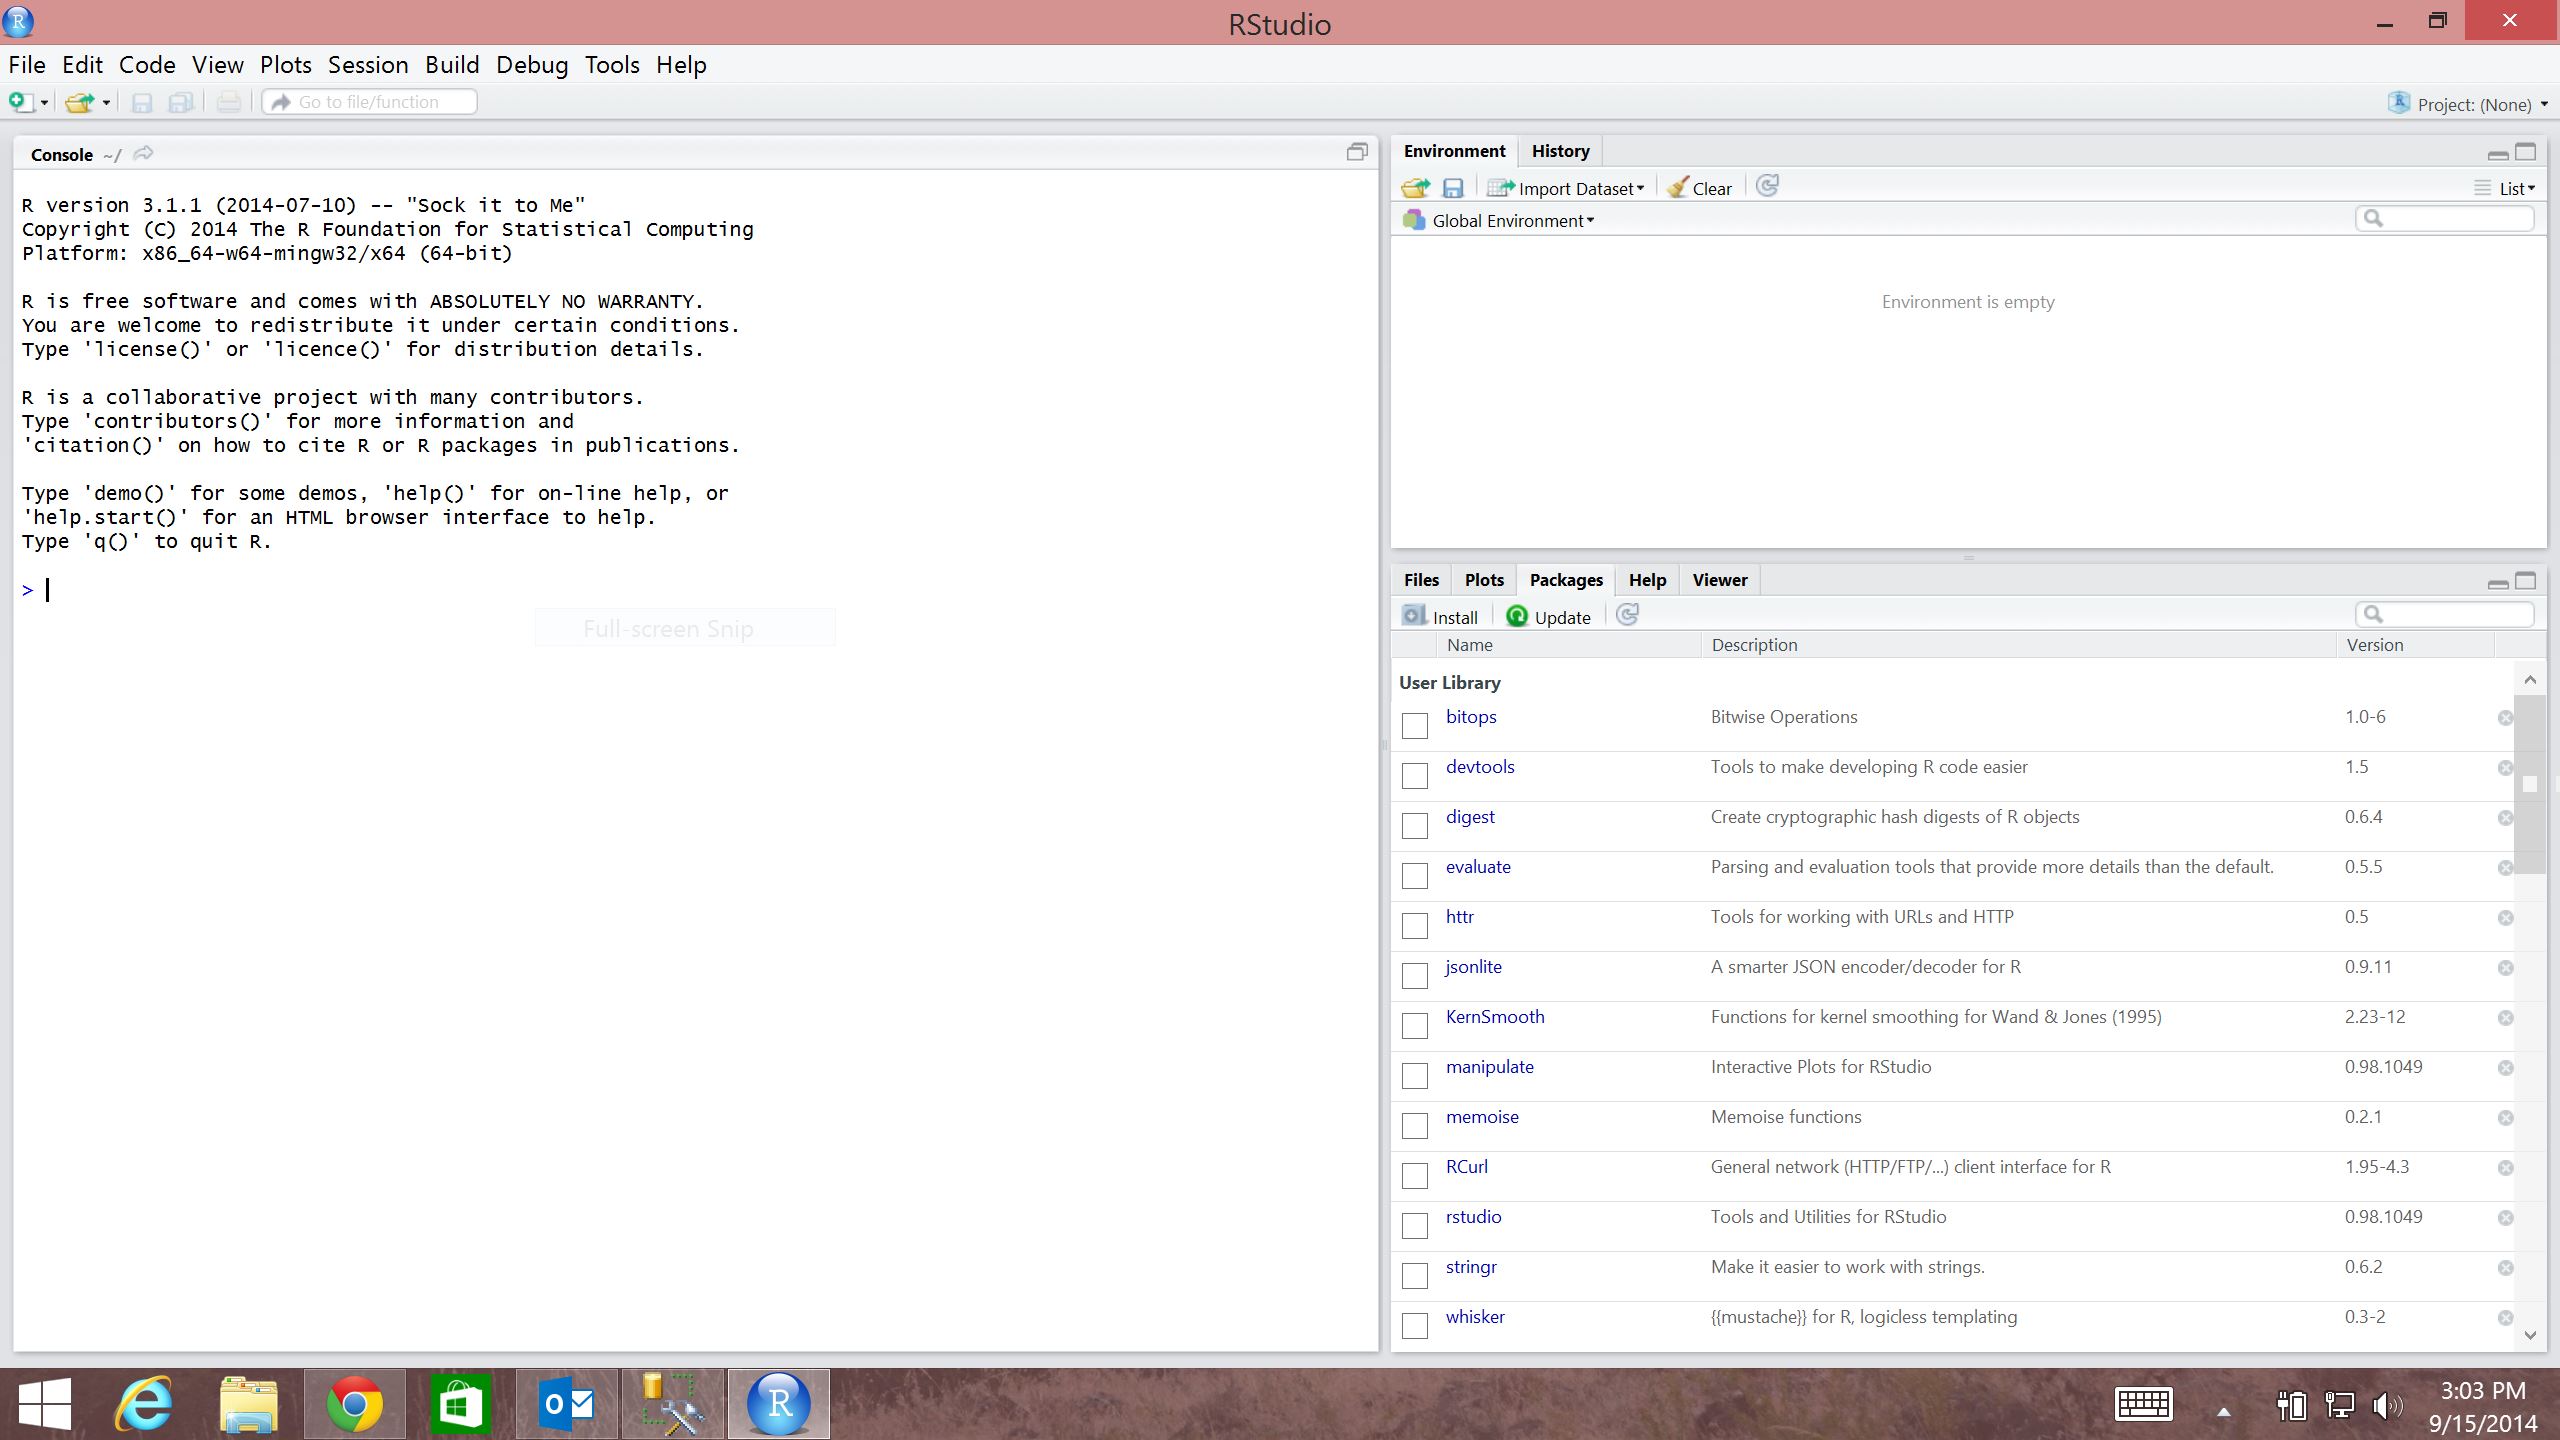 RStudio
File Edit Code View Plots Session Build Debug Tools Help
Go to file/function
Project: (None)
Console ~/
R version 3.1.1 (2014-07-10) -- "Sock it to Me"
Copyright (C) 2014 The R Foundation for Statistical Computing
Platform: x86_64-w64-mingw32/x64 (64-bit)
R is free software and comes with ABSOLUTELY NO WARRANTY.
You are welcome to redistribute it under certain conditions.
Type 'license()' or 'licence()' for distribution details.
R is a collaborative project with many contributors.
Type 'contributors()' for more information and
'citation()' on how to cite R or R packages in publications.
Type 'demo()' for some demos, 'help()' for on-line help, or
'help.start()' for an HTML browser interface to help.
Type 'q()' to quit R.
>
Full-screen Snip
Environment History
Import Dataset Clear List
Global Environment
Environment is empty
Files Plots Packages Help Viewer
Install Update
Name Description Version
User Library
bitops Bitwise Operations 1.0-6
devtools Tools to make developing R code easier 1.5
digest Create cryptographic hash digests of R objects 0.6.4
evaluate Parsing and evaluation tools that provide more details than the default. 0.5.5
httr Tools for working with URLs and HTTP 0.5
jsonlite A smarter JSON encoder/decoder for R 0.9.11
KernSmooth Functions for kernel smoothing for Wand & Jones (1995) 2.23-12
manipulate Interactive Plots for RStudio 0.98.1049
memoise Memoise functions 0.2.1
RCurl General network (HTTP/FTP/...) client interface for R 1.95-4.3
rstudio Tools and Utilities for RStudio 0.98.1049
stringr Make it easier to work with strings. 0.6.2
whisker {{mustache}} for R, logicless templating 0.3-2
3:03 PM
9/15/2014